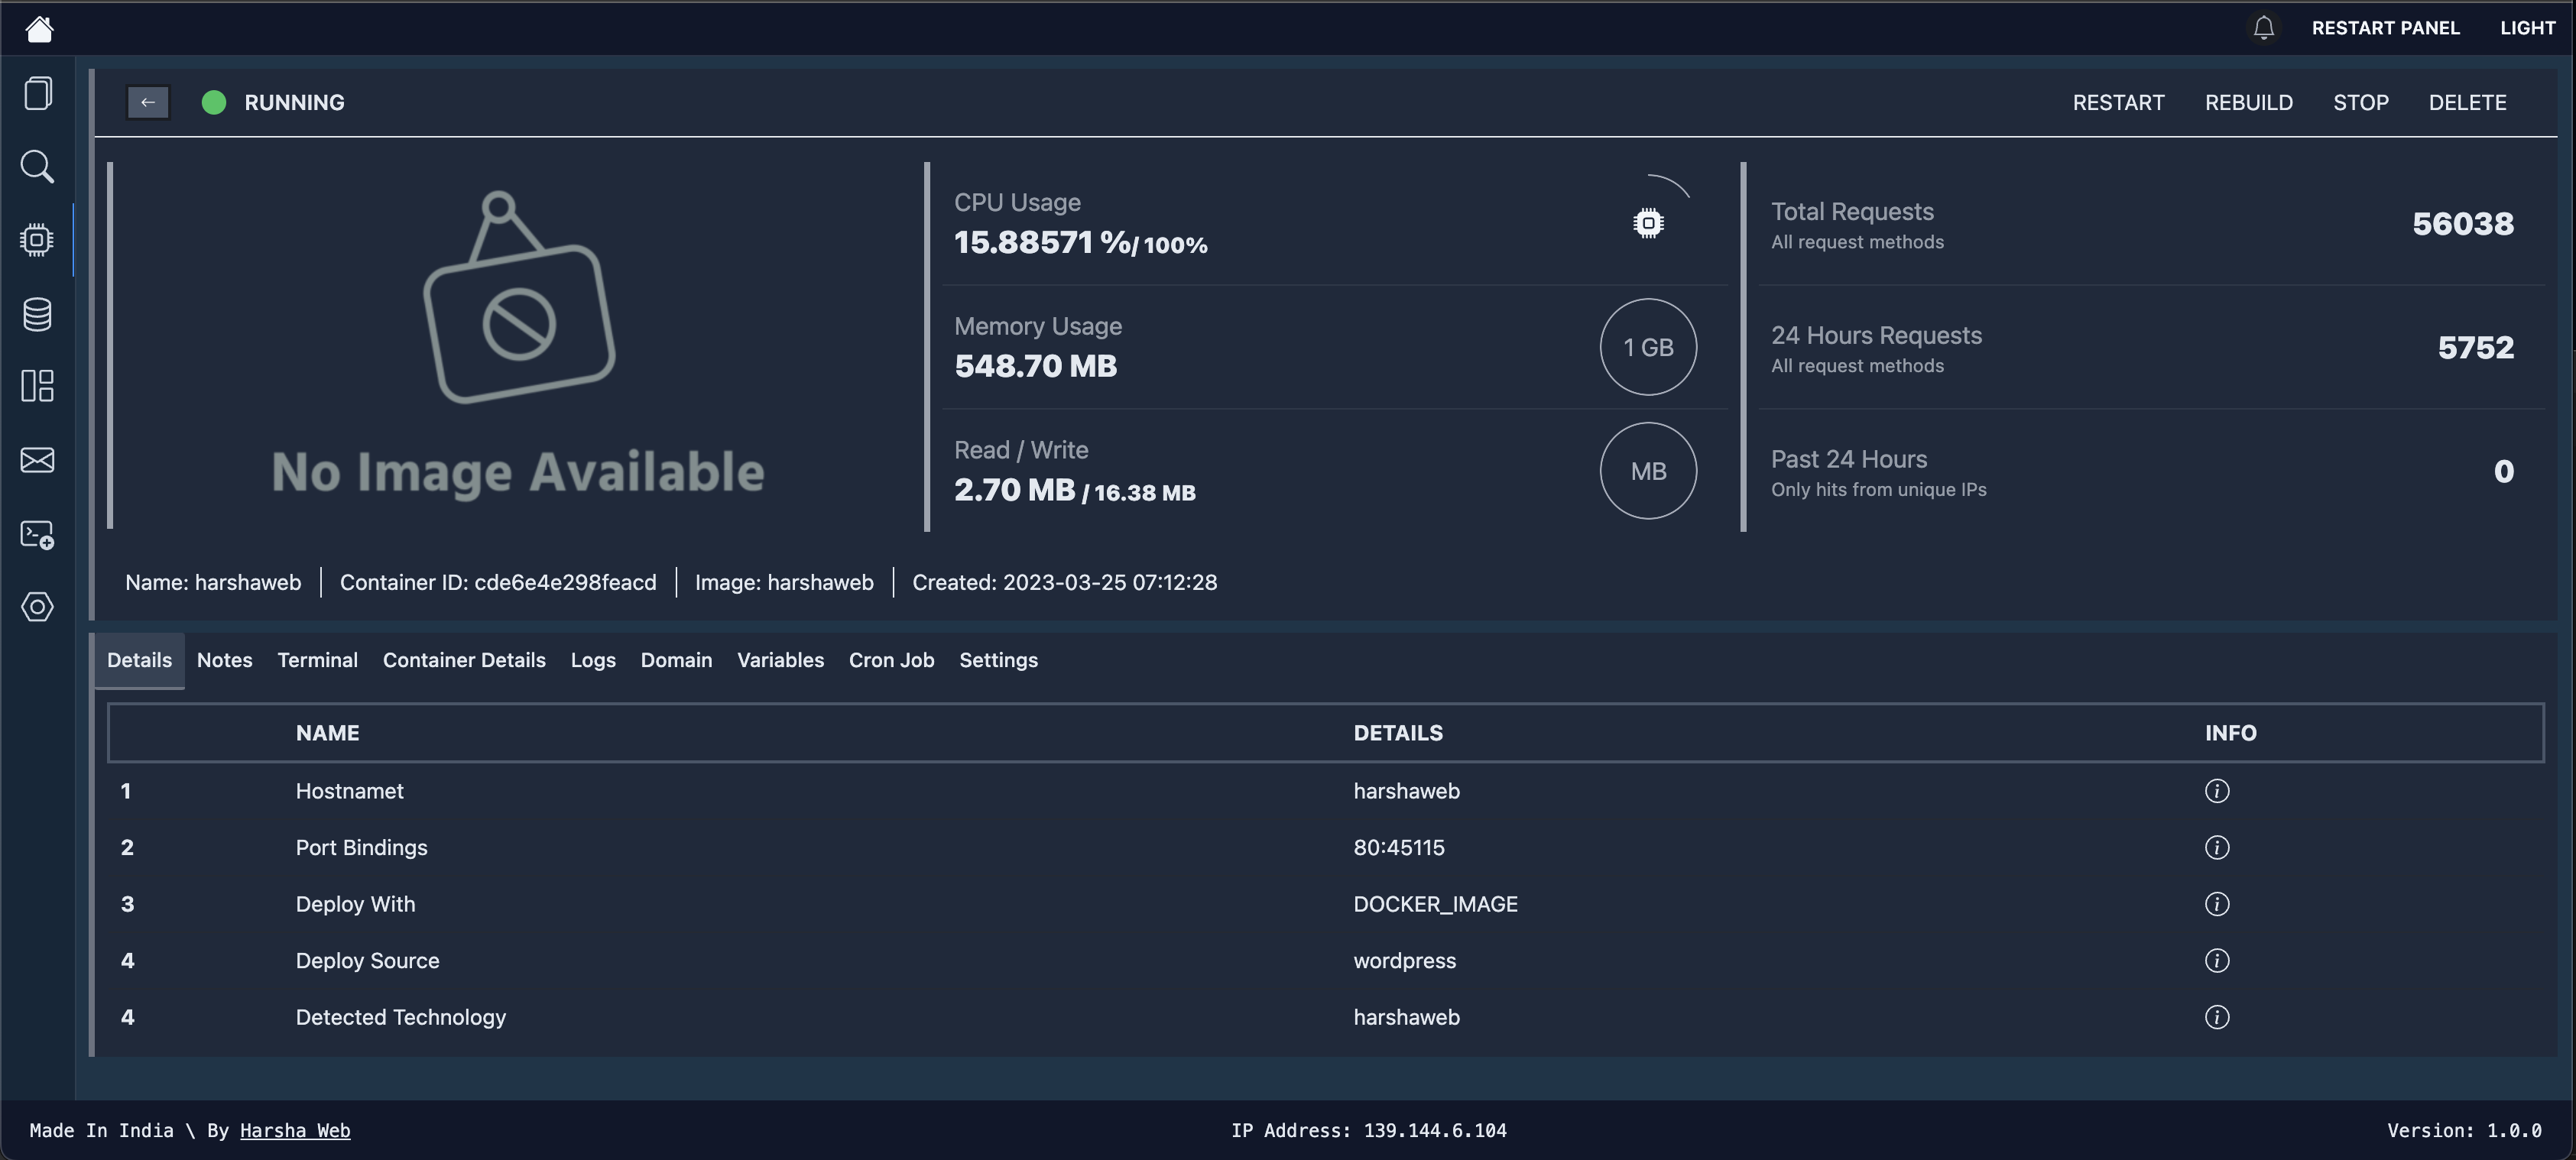 RESTART PANEL LIGHT
← RUNNING RESTART REBUILD STOP DELETE
No Image Available
CPU Usage
15.88571 %/ 100%
Memory Usage
548.70 MB
1 GB
Read / Write
2.70 MB / 16.38 MB
MB
Total Requests
All request methods
56038
24 Hours Requests
All request methods
5752
Past 24 Hours
Only hits from unique IPs
0
Name: harshaweb Container ID: cde6e4e298feacd Image: harshaweb Created: 2023-03-25 07:12:28
Details Notes Terminal Container Details Logs Domain Variables Cron Job Settings
NAME DETAILS INFO
1 Hostnamet harshaweb
2 Port Bindings 80:45115
3 Deploy With DOCKER_IMAGE
4 Deploy Source wordpress
4 Detected Technology harshaweb
Made In India \ By Harsha Web IP Address: 139.144.6.104 Version: 1.0.0